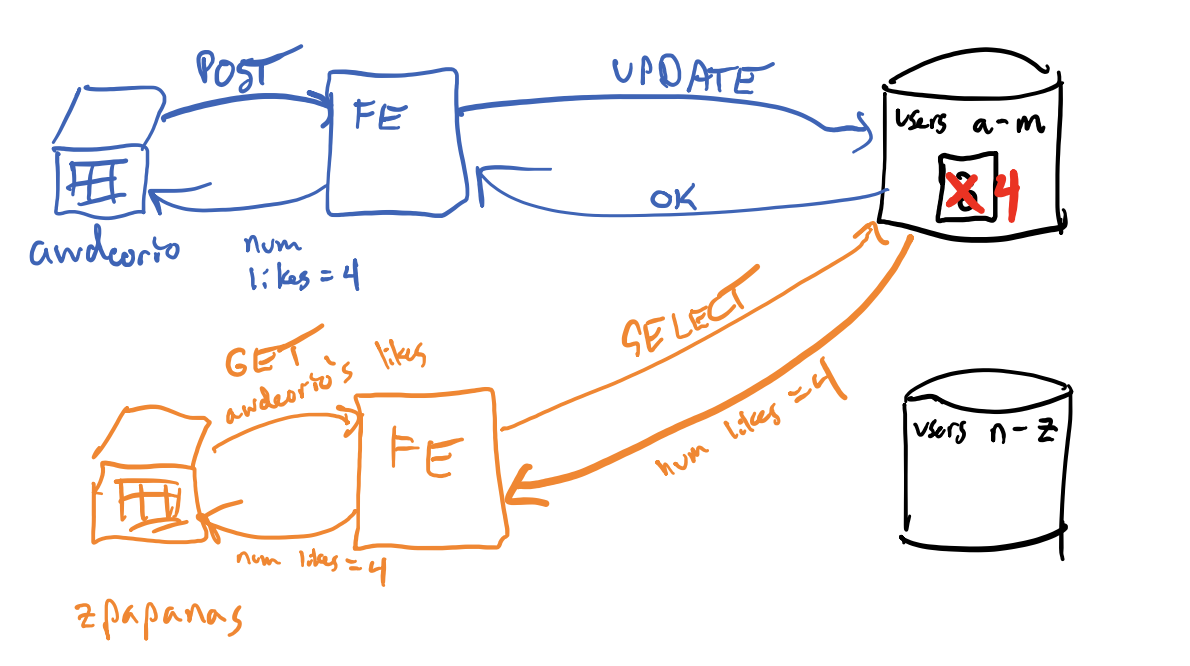 POST
FE
UPDATE
OK
awdeorio
num
likes = 4
users a-m
4
GET
awdeorio's likes
FE
SELECT
num likes = 4
num likes = 4
zpapanas
users n-z